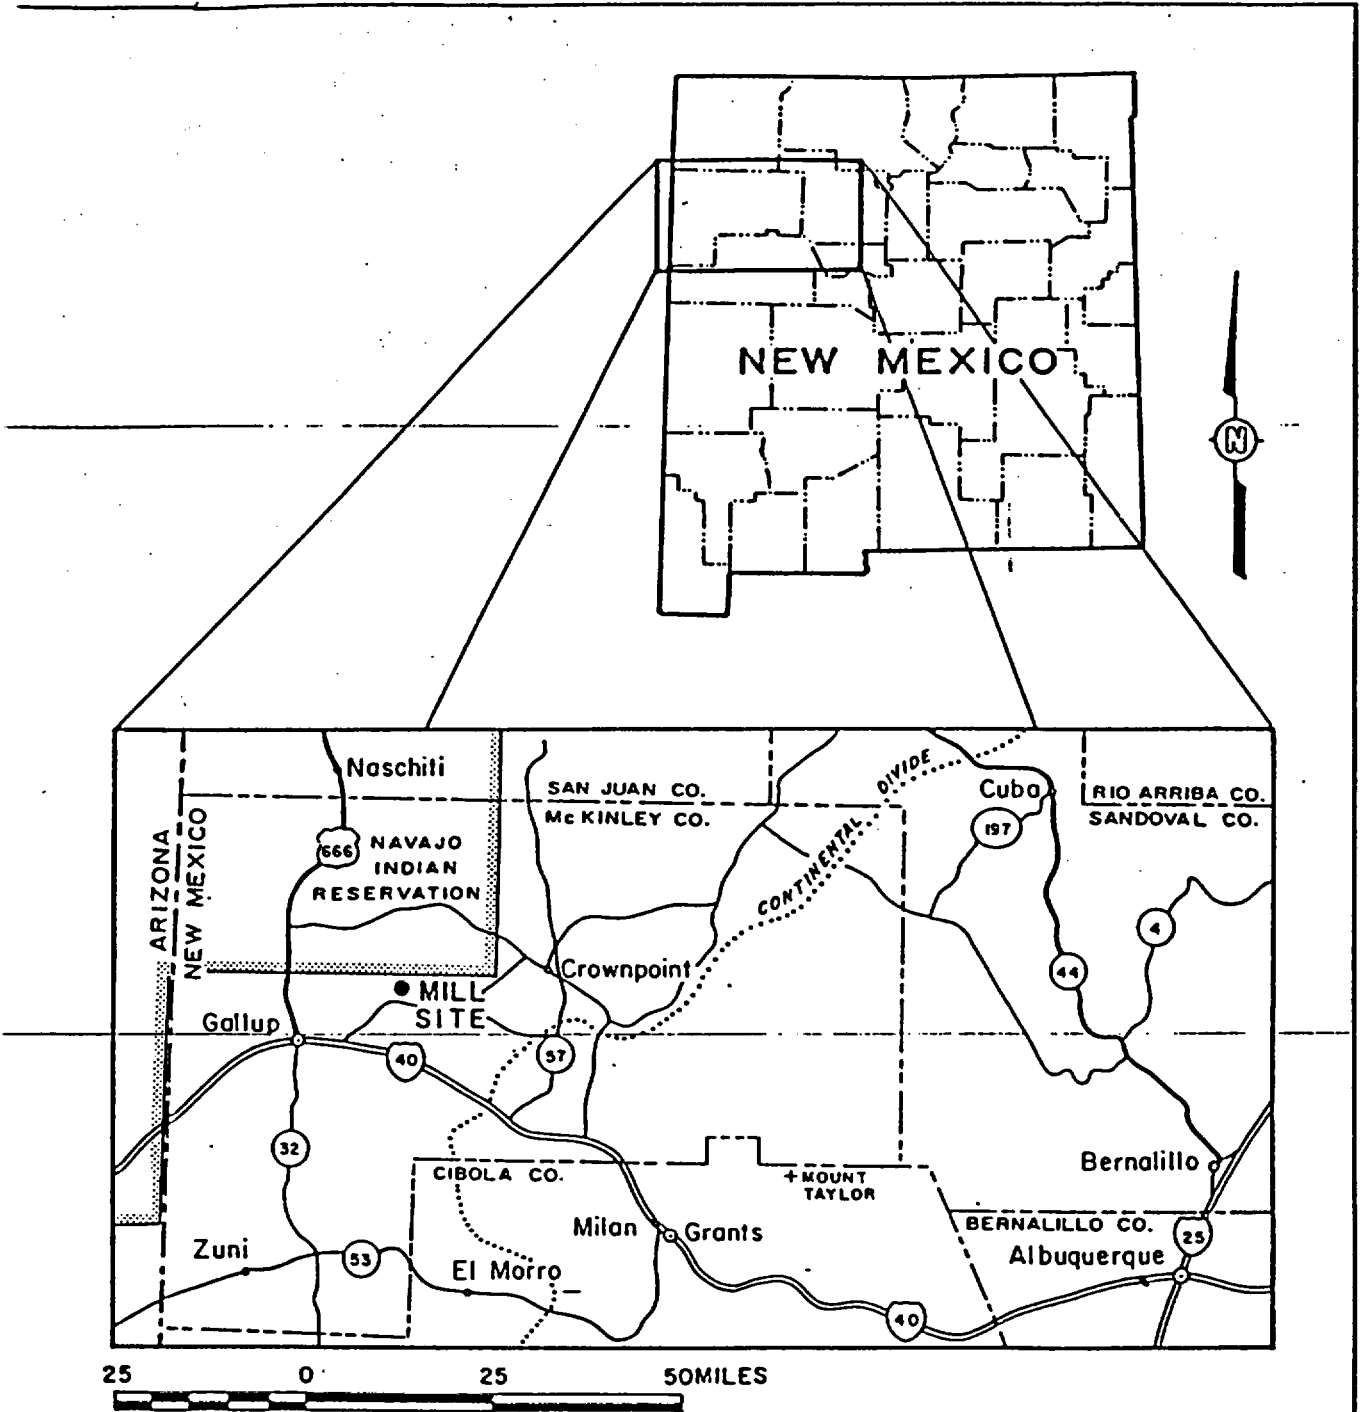 NEW MEXICO
N
Naschiti
SAN JUAN CO.
McKINLEY CO.
CONTINENTAL DIVIDE
Cuba
RIO ARRIBA CO.
SANDOVAL CO.
197
ARIZONA
NEW MEXICO
666
NAVAJO
INDIAN
RESERVATION
4
44
Crownpoint
MILL
SITE
Gallup
40
57
32
CIBOLA CO.
+MOUNT
TAYLOR
Bernalillo
BERNALILLO CO.
25
Milan
Grants
Albuquerque
Zuni
53
El Morro
40
25 0 25 50 MILES